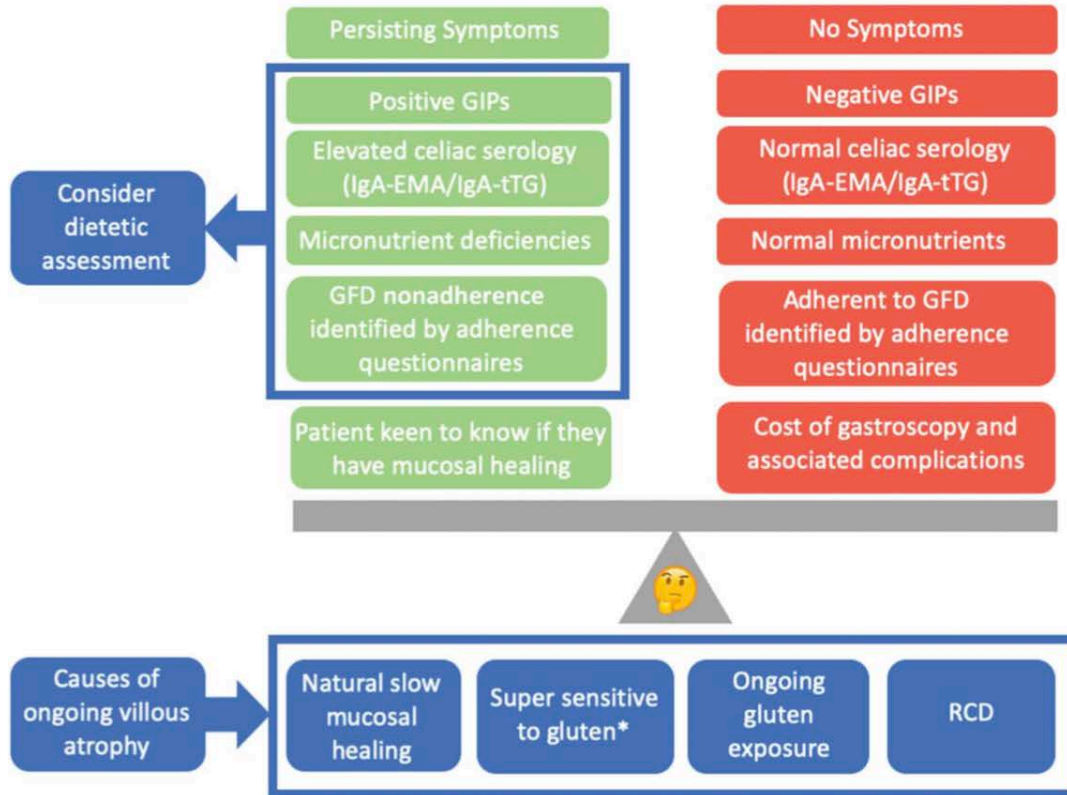 Persisting Symptoms
No Symptoms
Positive GIPs
Negative GIPs
Elevated celiac serology
(IgA-EMA/IgA-tTG)
Normal celiac serology
(IgA-EMA/IgA-tTG)
Consider
dietetic
assessment
Micronutrient deficiencies
Normal micronutrients
GFD nonadherence
identified by adherence
questionnaires
Adherent to GFD
identified by adherence
questionnaires
Patient keen to know if they
have mucosal healing
Cost of gastroscopy and
associated complications
Causes of
ongoing villous
atrophy
Natural slow
mucosal
healing
Super sensitive
to gluten*
Ongoing
gluten
exposure
RCD